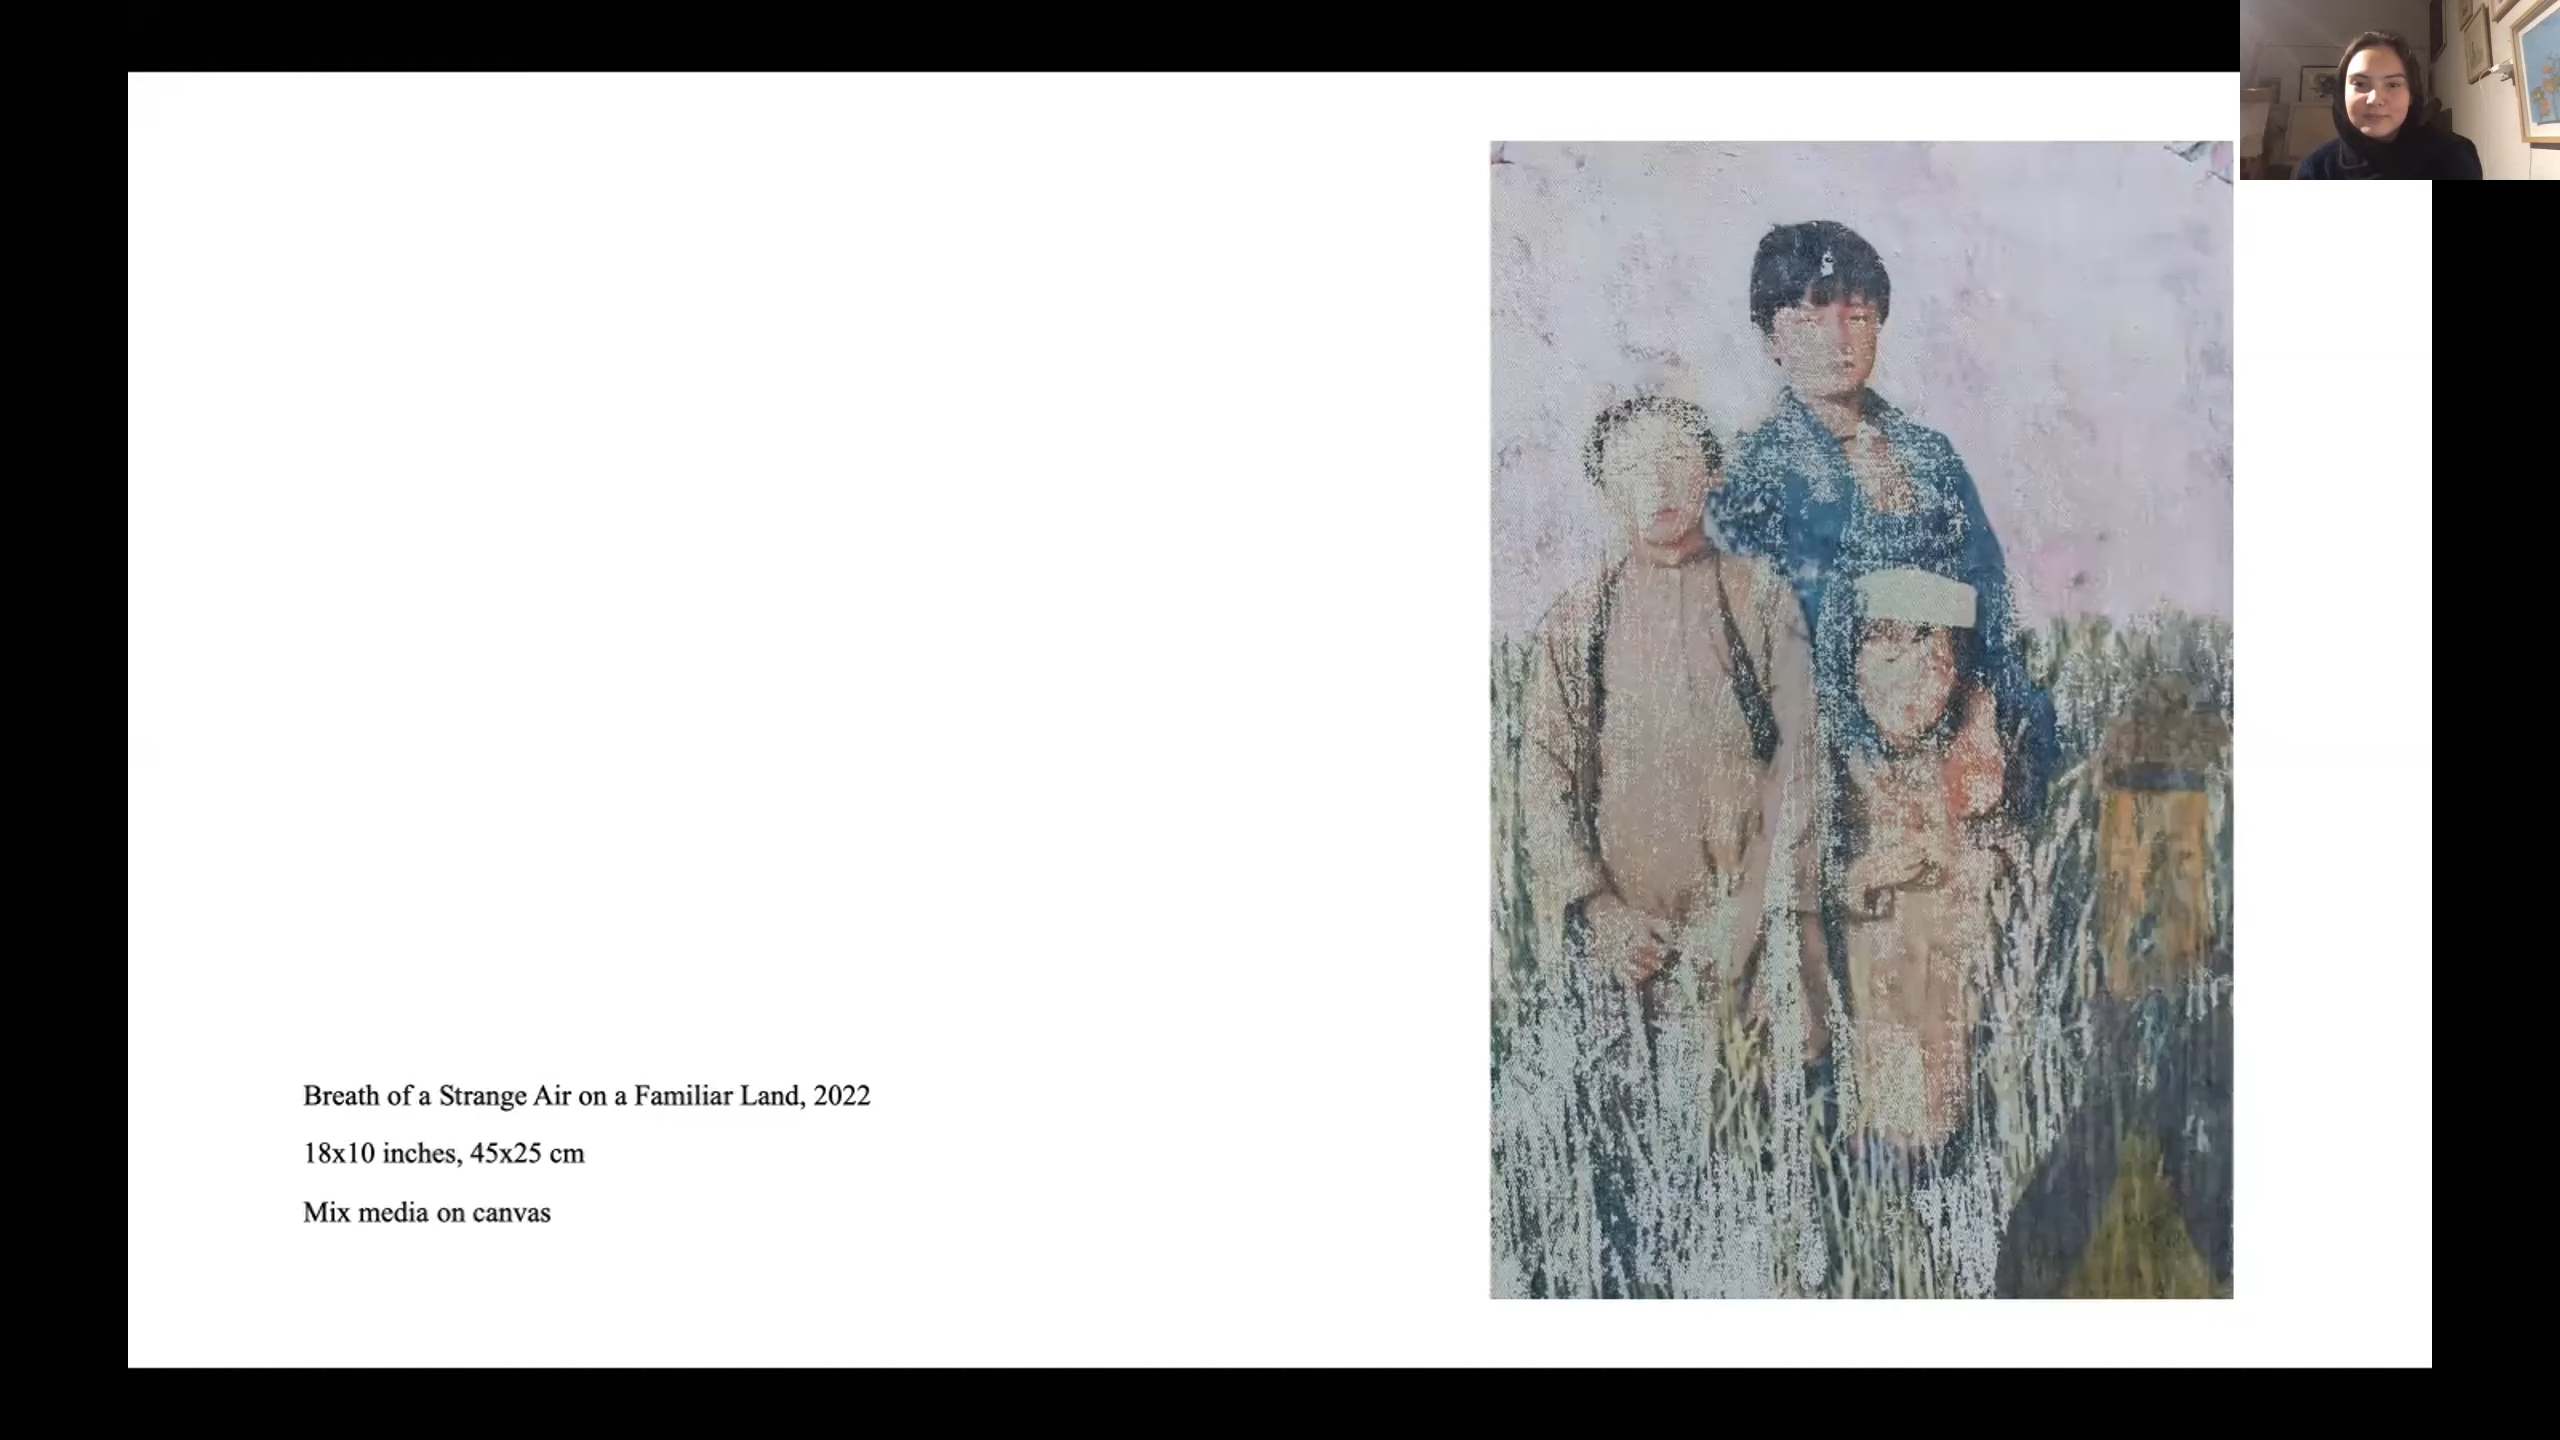 Breath of a Strange Air on a Familiar Land, 2022
18x10 inches, 45x25 cm
Mix media on canvas